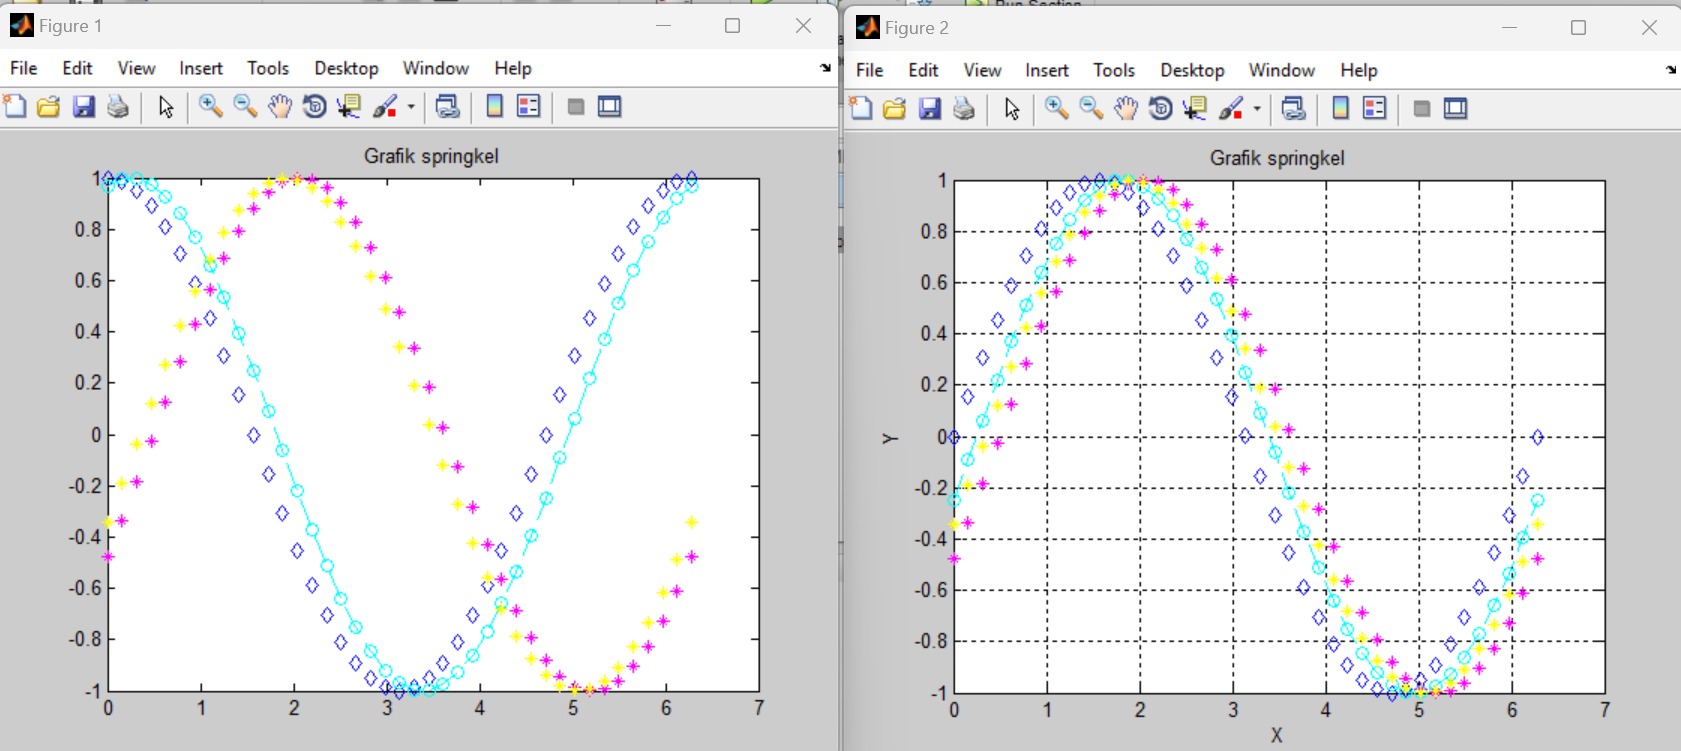 Run Section
Figure 1
File Edit View Insert Tools Desktop Window Help
Grafik springkel
1
0.8
0.6
0.4
0.2
0
-0.2
-0.4
-0.6
-0.8
-1
0 1 2 3 4 5 6 7
Figure 2
File Edit View Insert Tools Desktop Window Help
Grafik springkel
1
0.8
0.6
0.4
0.2
0
-0.2
-0.4
-0.6
-0.8
-1
Y
0 1 2 3 4 5 6 7
X